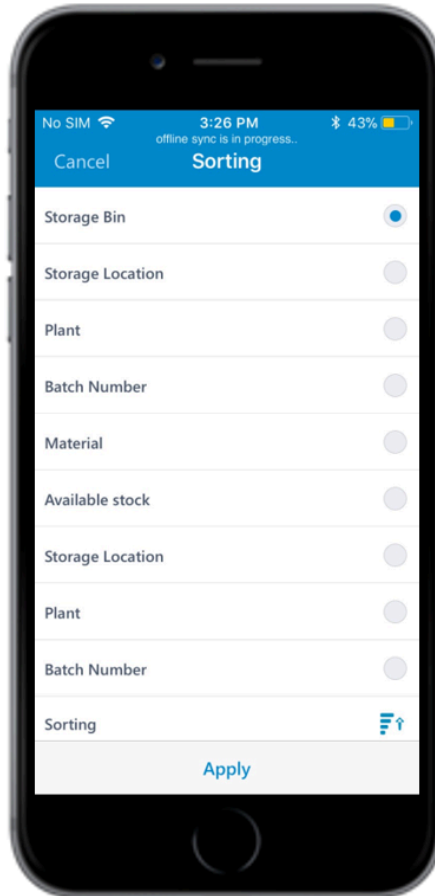 No SIM 3:26 PM 43%
offline sync is in progress..
Cancel Sorting
Storage Bin
Storage Location
Plant
Batch Number
Material
Available stock
Storage Location
Plant
Batch Number
Sorting
Apply